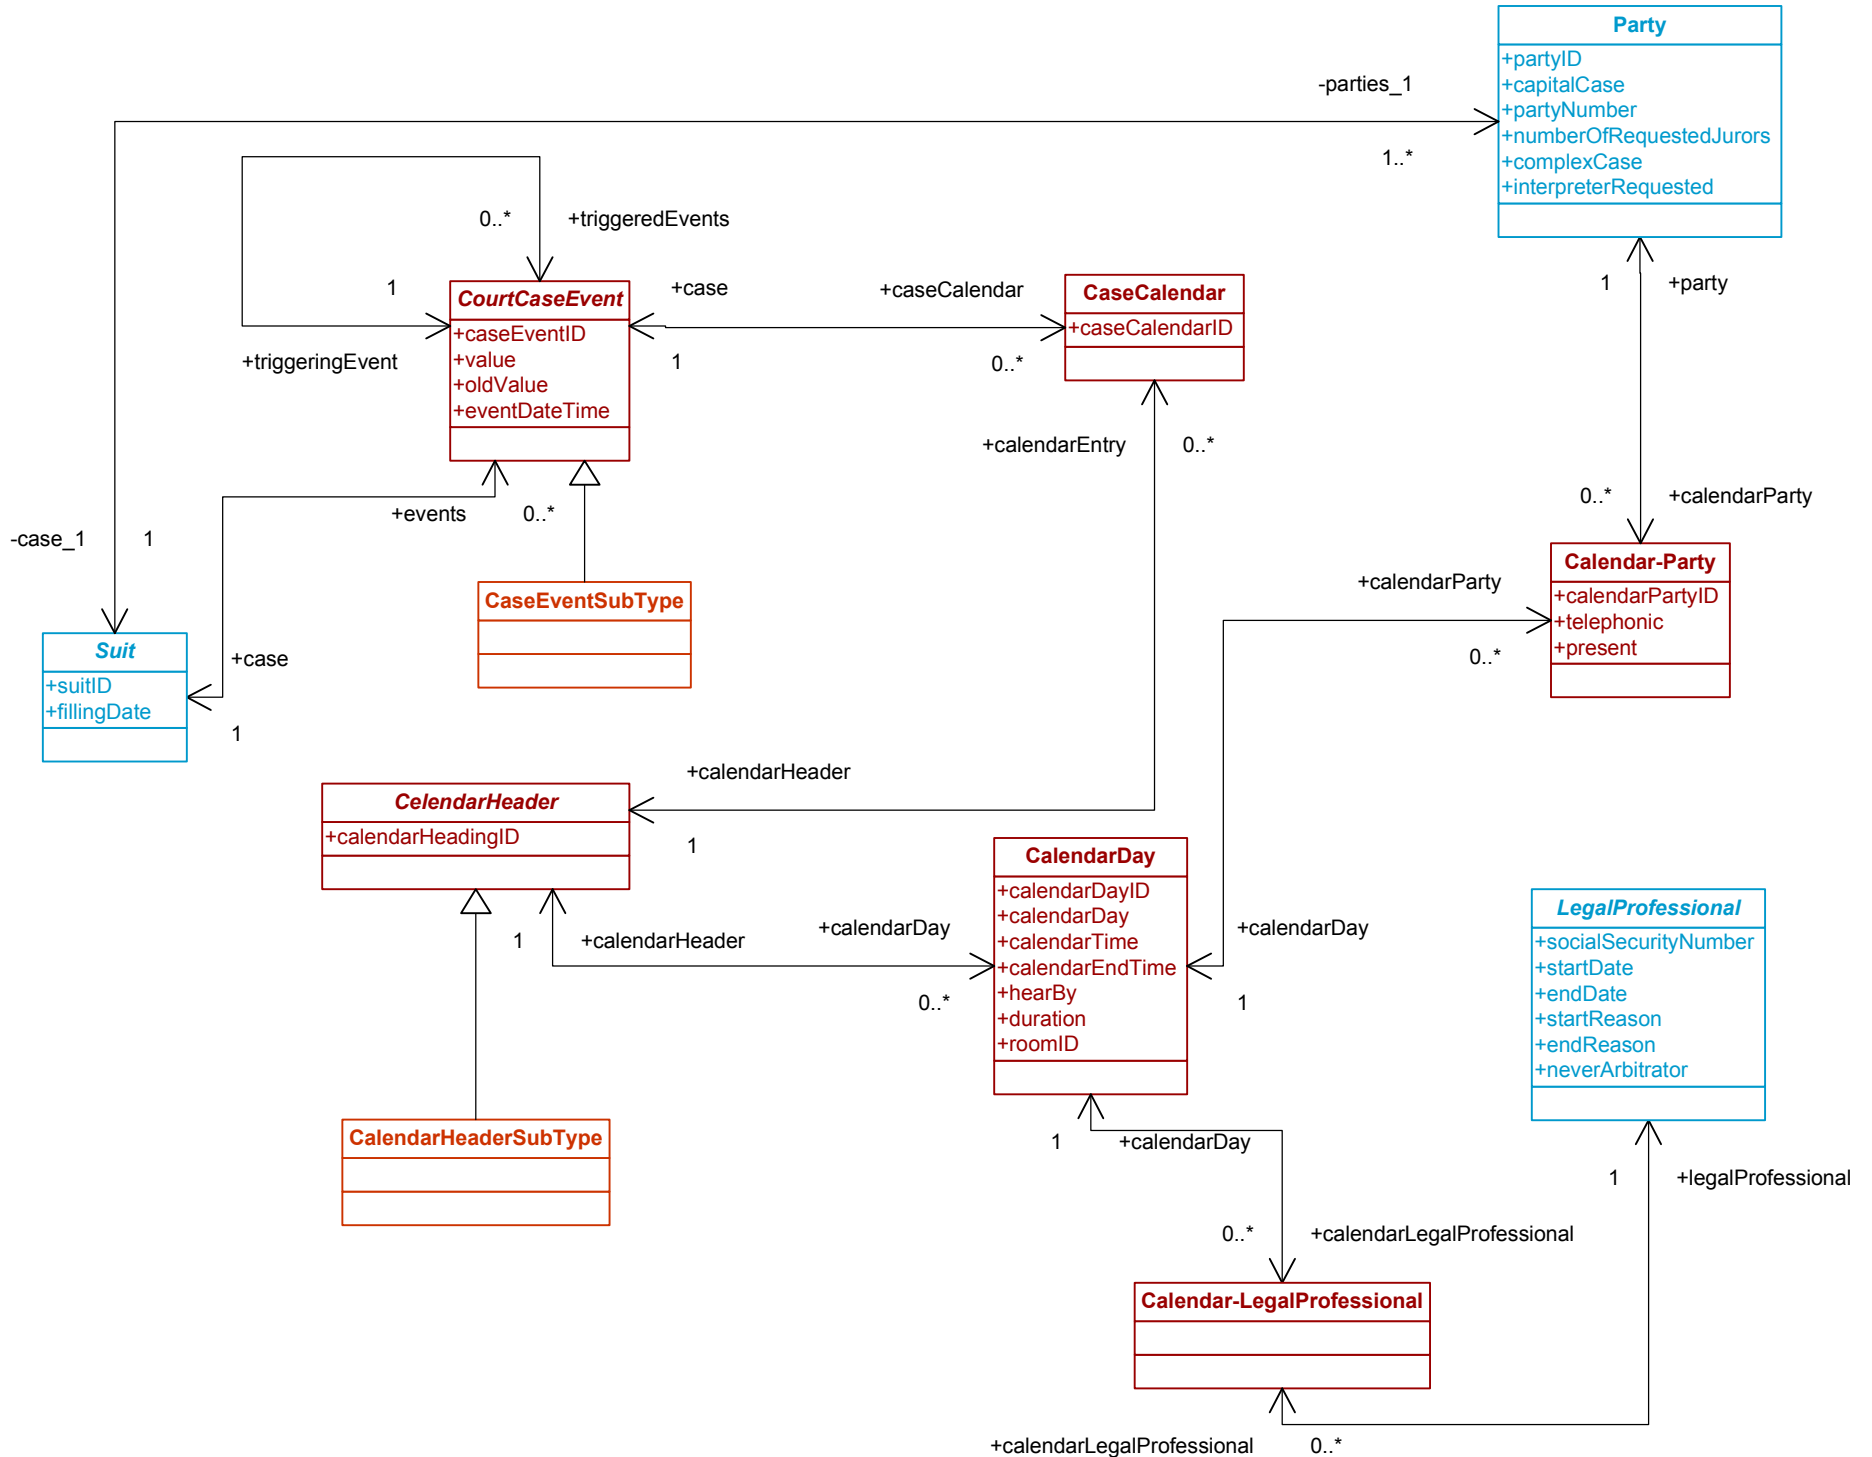 Party
+partyID
+capitalCase
+partyNumber
+numberOfRequestedJurors
+complexCase
+interpreterRequested
-parties_1
1..*
0..*
+triggeredEvents
1
+triggeringEvent
CourtCaseEvent
+caseEventID
+value
+oldValue
+eventDateTime
+case
1
+caseCalendar
0..*
CaseCalendar
+caseCalendarID
1
+party
+calendarEntry
0..*
0..*
+calendarParty
+events
0..*
-case_1
1
Calendar-Party
+calendarPartyID
+telephonic
+present
CaseEventSubType
+calendarParty
0..*
Suit
+suitID
+fillingDate
+case
1
+calendarHeader
1
CelendarHeader
+calendarHeadingID
CalendarDay
+calendarDayID
+calendarDay
+calendarTime
+calendarEndTime
+hearBy
+duration
+roomID
1
+calendarHeader
+calendarDay
0..*
+calendarDay
1
LegalProfessional
+socialSecurityNumber
+startDate
+endDate
+startReason
+endReason
+neverArbitrator
CalendarHeaderSubType
1
+calendarDay
1
+legalProfessional
0..*
+calendarLegalProfessional
Calendar-LegalProfessional
+calendarLegalProfessional
0..*